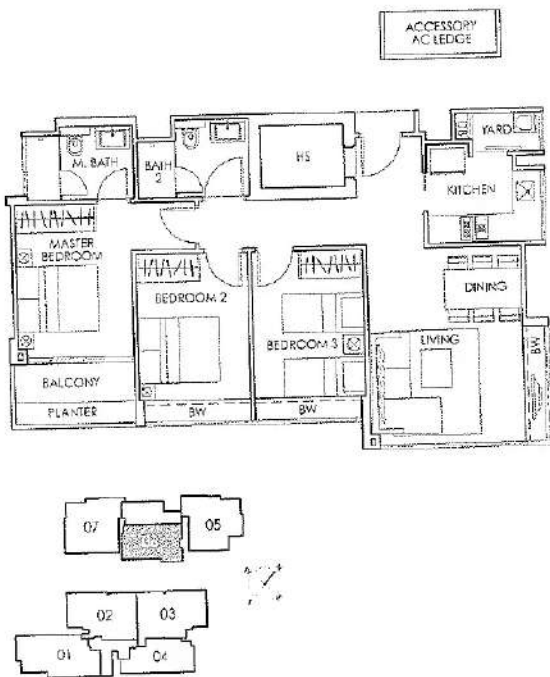 ACCESSORY
AC LEDGE
YARD
M. BATH
BATH
2
HS
KITCHEN
MASTER
BEDROOM
BEDROOM 2
BEDROOM 3
DINING
LIVING
BW
BALCONY
PLANTER
BW
BW
07
05
02
03
01
04